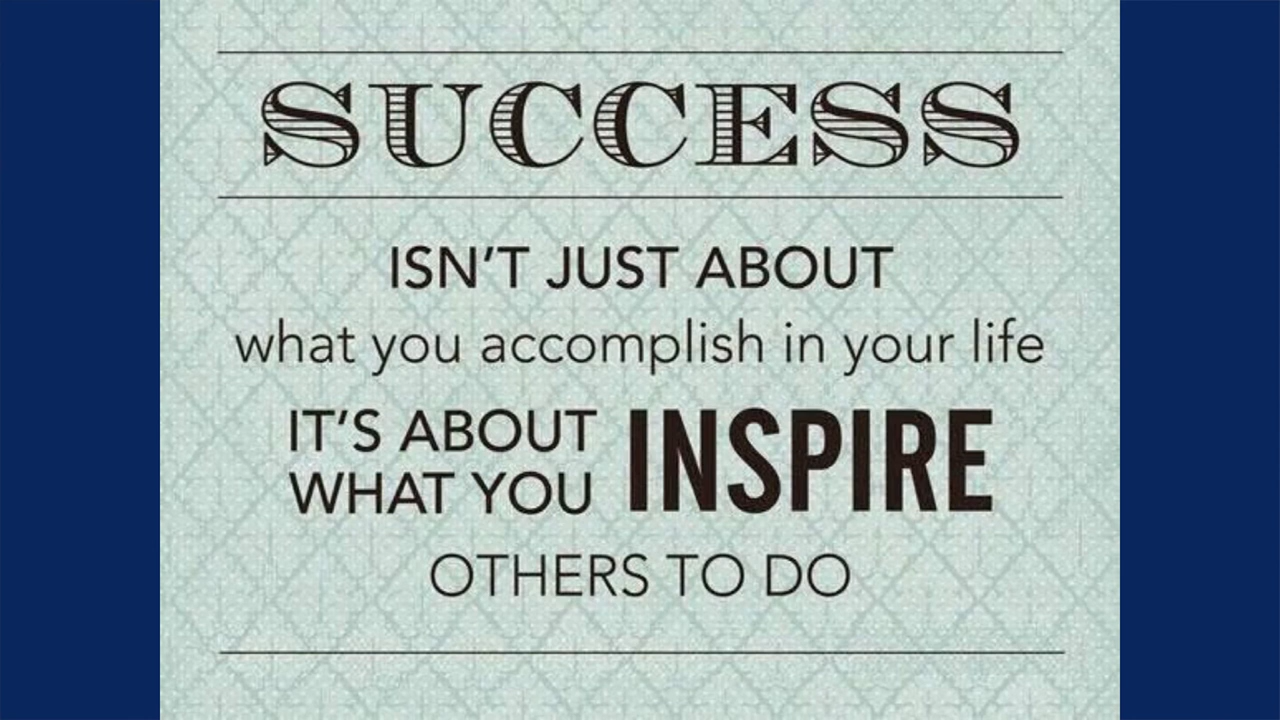 SUCCESS
ISN'T JUST ABOUT
what you accomplish in your life
IT'S ABOUT
WHAT YOU INSPIRE
OTHERS TO DO